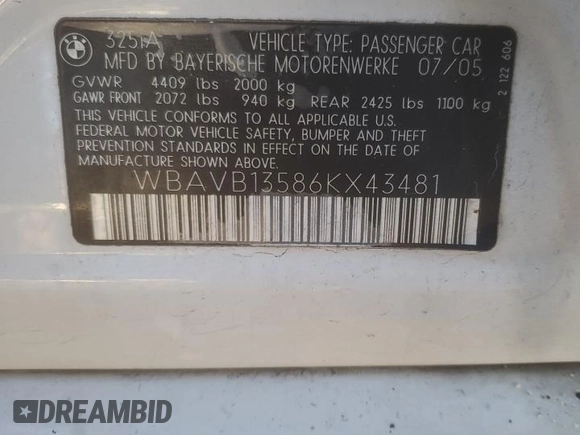 BMW
325iA VEHICLE TYPE: PASSENGER CAR
MFD BY BAYERISCHE MOTORENWERKE 07/05
GVWR 4409 lbs 2000 kg
GAWR FRONT 2072 lbs 940 kg REAR 2425 lbs 1100 kg
THIS VEHICLE CONFORMS TO ALL APPLICABLE U.S.
FEDERAL MOTOR VEHICLE SAFETY, BUMPER AND THEFT
PREVENTION STANDARDS IN EFFECT ON THE DATE OF
MANUFACTURE SHOWN ABOVE.
WBAVB13586KX43481
2 122 606
DREAMBID